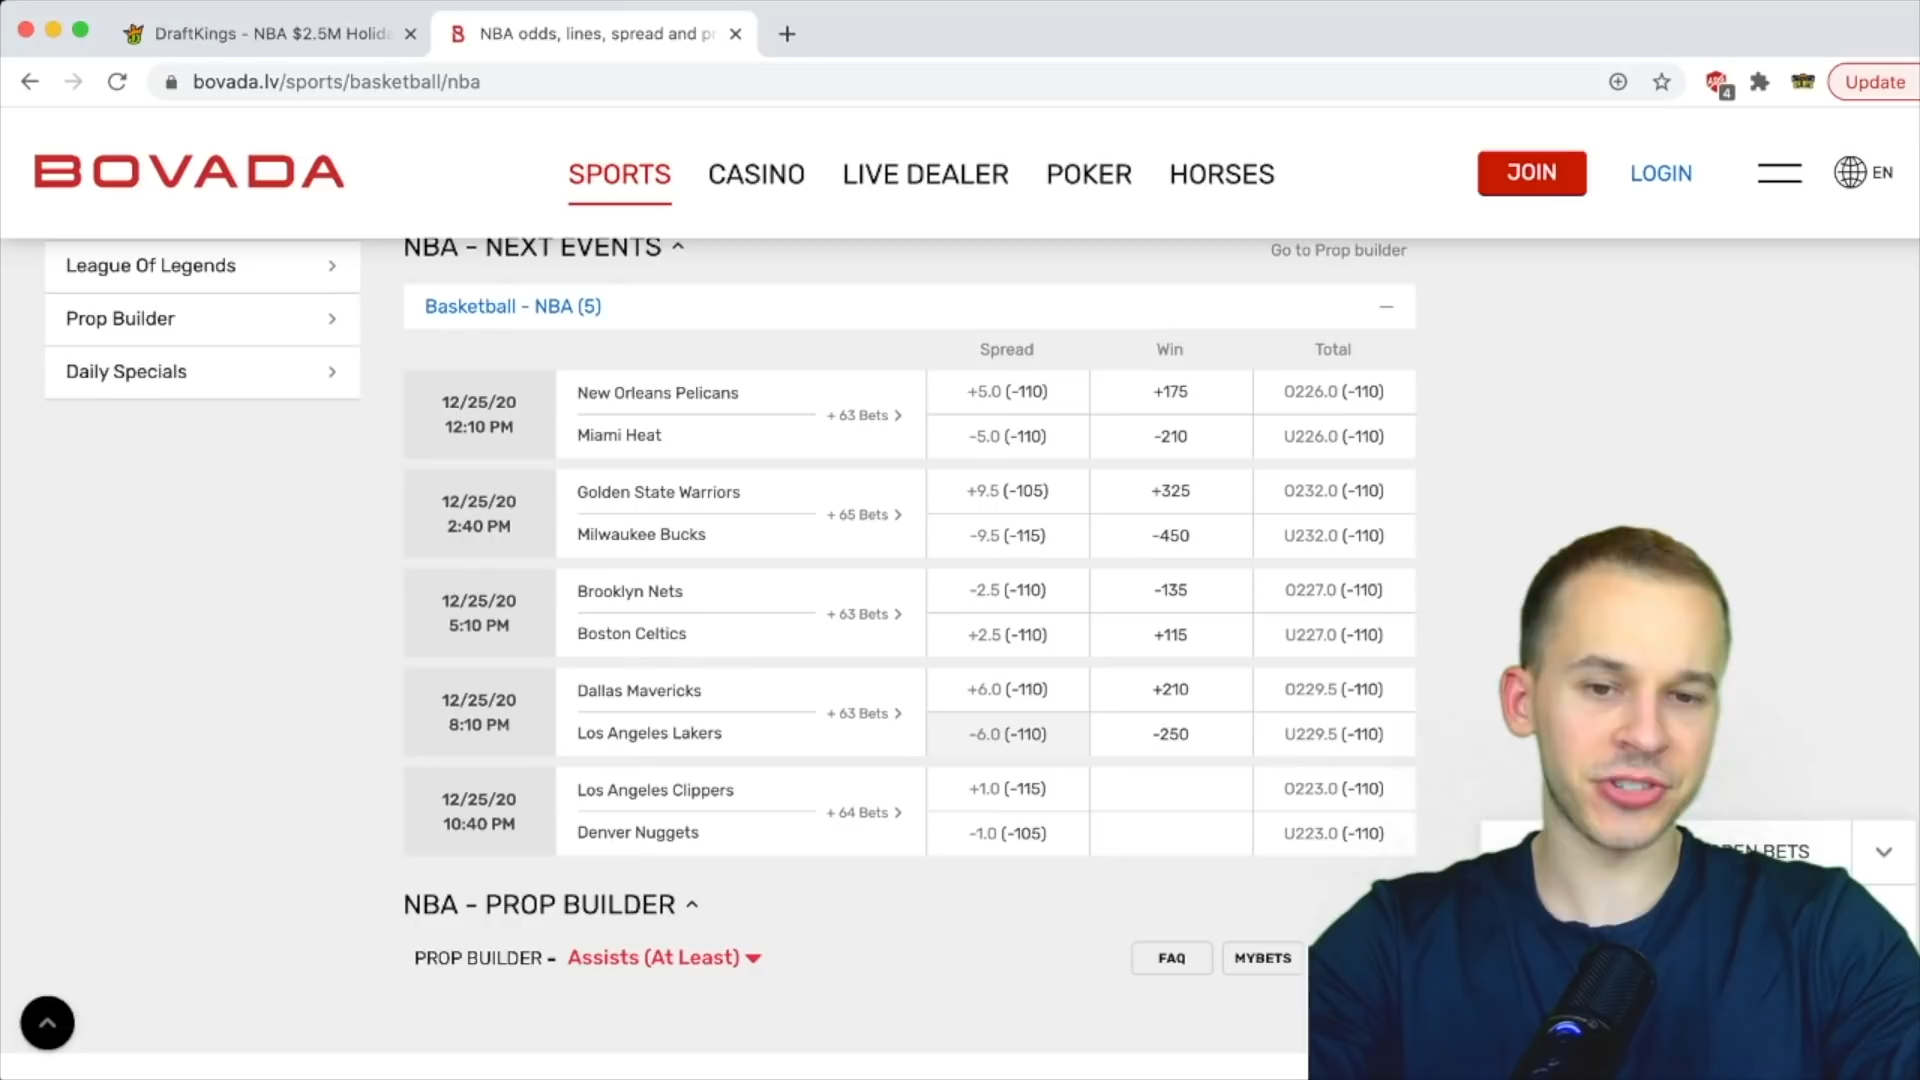 DraftKings - NBA $2.5M Holid
NBA odds, lines, spread and pr
bovada.lv/sports/basketball/nba
4
Update
BOVADA
SPORTS
CASINO
LIVE DEALER
POKER
HORSES
JOIN
LOGIN
EN
League Of Legends
Prop Builder
Daily Specials
NBA - NEXT EVENTS
Go to Prop builder
Basketball - NBA (5)
Spread Win Total
12/25/20
12:10 PM
New Orleans Pelicans
Miami Heat
+ 63 Bets
+5.0 (-110) +175 O226.0 (-110)
-5.0 (-110) -210 U226.0 (-110)
12/25/20
2:40 PM
Golden State Warriors
Milwaukee Bucks
+ 65 Bets
+9.5 (-105) +325 O232.0 (-110)
-9.5 (-115) -450 U232.0 (-110)
12/25/20
5:10 PM
Brooklyn Nets
Boston Celtics
+ 63 Bets
-2.5 (-110) -135 O227.0 (-110)
+2.5 (-110) +115 U227.0 (-110)
12/25/20
8:10 PM
Dallas Mavericks
Los Angeles Lakers
+ 63 Bets
+6.0 (-110) +210 O229.5 (-110)
-6.0 (-110) -250 U229.5 (-110)
12/25/20
10:40 PM
Los Angeles Clippers
Denver Nuggets
+ 64 Bets
+1.0 (-115) O223.0 (-110)
-1.0 (-105) U223.0 (-110)
NBA - PROP BUILDER
PROP BUILDER - Assists (At Least)
FAQ
MYBETS
BETS